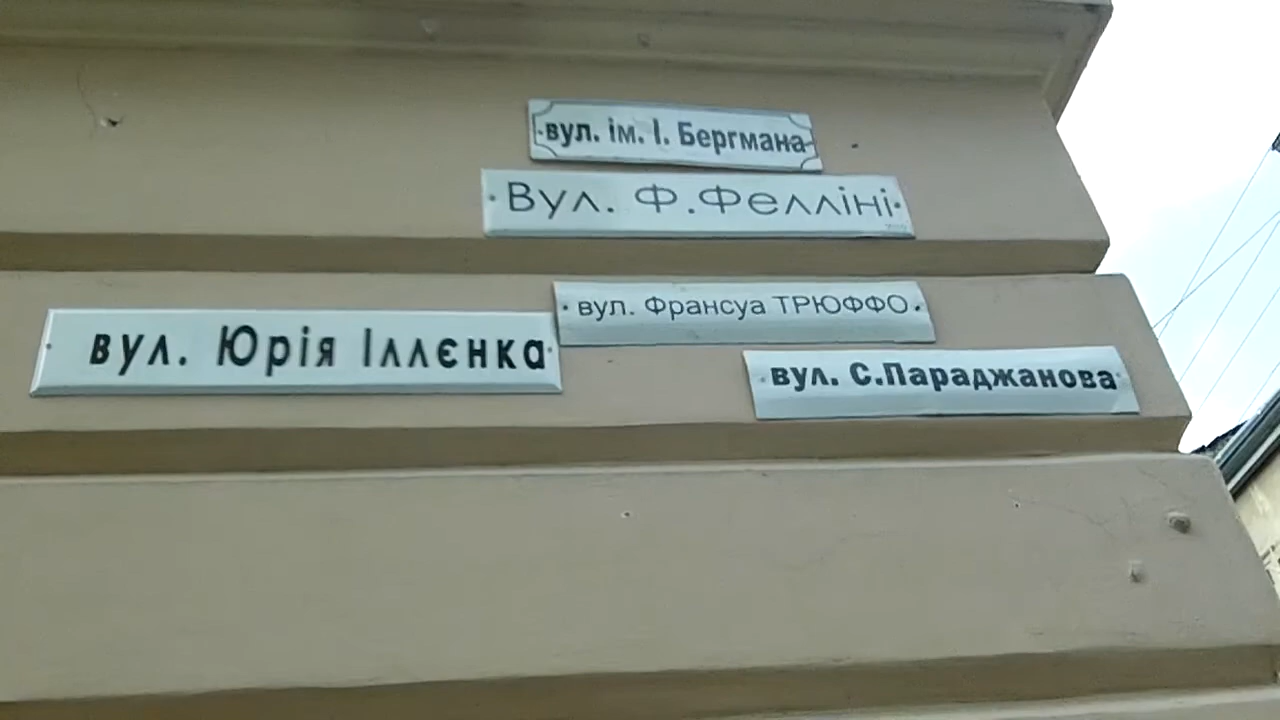 вул. ім. І. Бергмана
Вул. Ф.Фелліні
вул. Франсуа ТРЮФФО
вул. Юрія Іллєнка
вул. С.Параджанова